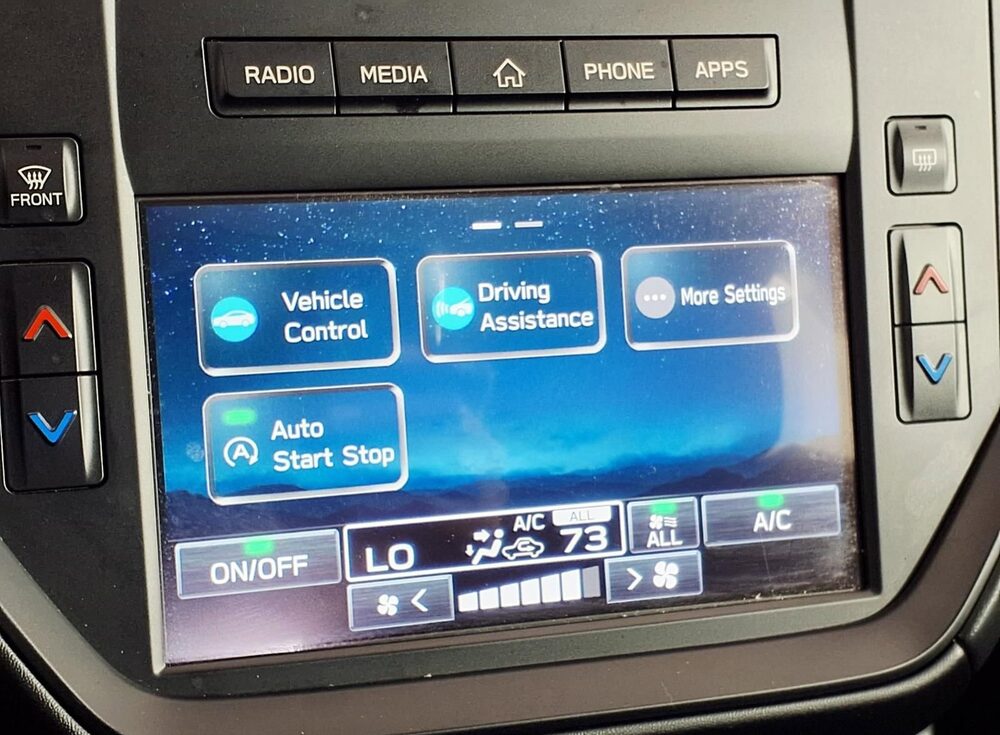 RADIO MEDIA PHONE APPS
FRONT
Vehicle
Control
Driving
Assistance
More Settings
A
Auto
Start Stop
ON/OFF
LO
A/C
ALL
73
ALL
A/C